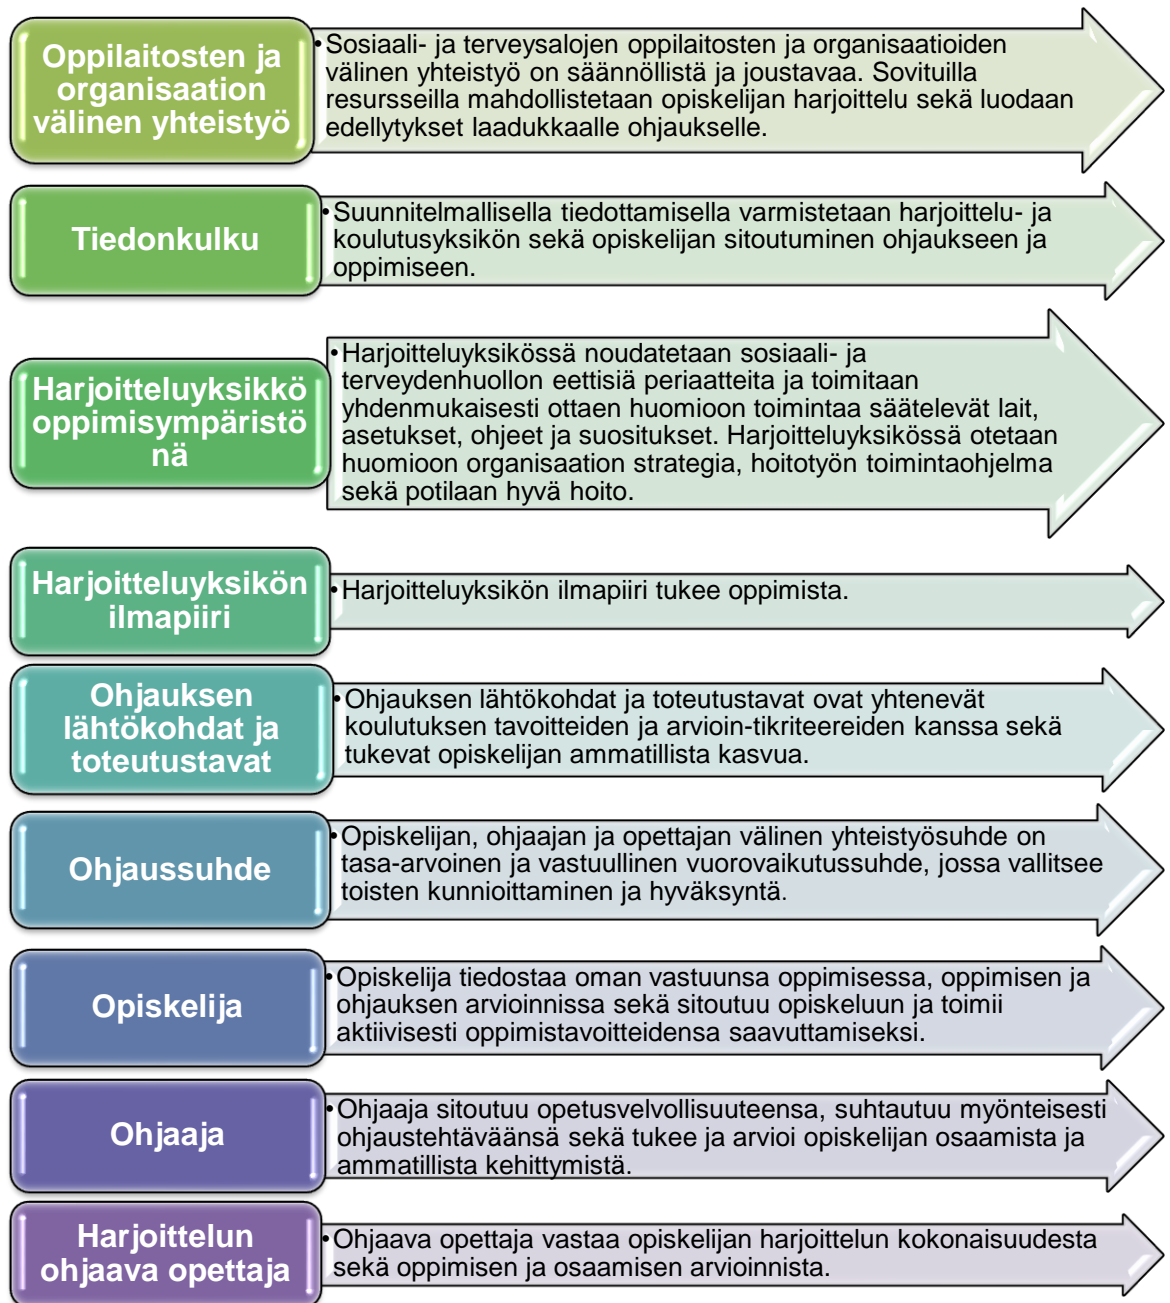 Oppilaitosten ja
organisaation
välinen yhteistyö
•Sosiaali- ja terveysalojen oppilaitosten ja organisaatioiden
välinen yhteistyö on säännöllistä ja joustavaa. Sovituilla
resursseilla mahdollistetaan opiskelijan harjoittelu sekä luodaan
edellytykset laadukkaalle ohjaukselle.
Tiedonkulku
•Suunnitelmallisella tiedottamisella varmistetaan harjoittelu- ja
koulutusyksikön sekä opiskelijan sitoutuminen ohjaukseen ja
oppimiseen.
Harjoitteluyksikkö
oppimisympäristö
nä
•Harjoitteluyksikössä noudatetaan sosiaali- ja
terveydenhuollon eettisiä periaatteita ja toimitaan
yhdenmukaisesti ottaen huomioon toimintaa säätelevät lait,
asetukset, ohjeet ja suositukset. Harjoitteluyksikössä otetaan
huomioon organisaation strategia, hoitotyön toimintaohjelma
sekä potilaan hyvä hoito.
Harjoitteluyksikön
ilmapiiri
•Harjoitteluyksikön ilmapiiri tukee oppimista.
Ohjauksen
lähtökohdat ja
toteutustavat
•Ohjauksen lähtökohdat ja toteutustavat ovat yhtenevät
koulutuksen tavoitteiden ja arvioin-tikriteereiden kanssa sekä
tukevat opiskelijan ammatillista kasvua.
Ohjaussuhde
•Opiskelijan, ohjaajan ja opettajan välinen yhteistyösuhde on
tasa-arvoinen ja vastuullinen vuorovaikutussuhde, jossa vallitsee
toisten kunnioittaminen ja hyväksyntä.
Opiskelija
•Opiskelija tiedostaa oman vastuunsa oppimisessa, oppimisen ja
ohjauksen arvioinnissa sekä sitoutuu opiskeluun ja toimii
aktiivisesti oppimistavoitteidensa saavuttamiseksi.
Ohjaaja
•Ohjaaja sitoutuu opetusvelvollisuuteensa, suhtautuu myönteisesti
ohjaustehtäväänsä sekä tukee ja arvioi opiskelijan osaamista ja
ammatillista kehittymistä.
Harjoittelun
ohjaava opettaja
•Ohjaava opettaja vastaa opiskelijan harjoittelun kokonaisuudesta
sekä oppimisen ja osaamisen arvioinnista.